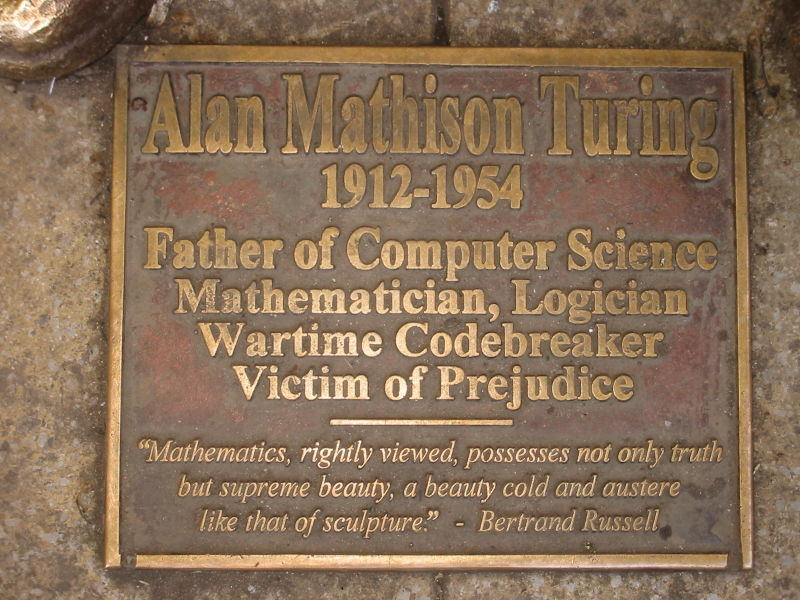 Alan Mathison Turing
1912-1954
Father of Computer Science
Mathematician, Logician
Wartime Codebreaker
Victim of Prejudice
“Mathematics, rightly viewed, possesses not only truth
but supreme beauty, a beauty cold and austere
like that of sculpture.” - Bertrand Russell